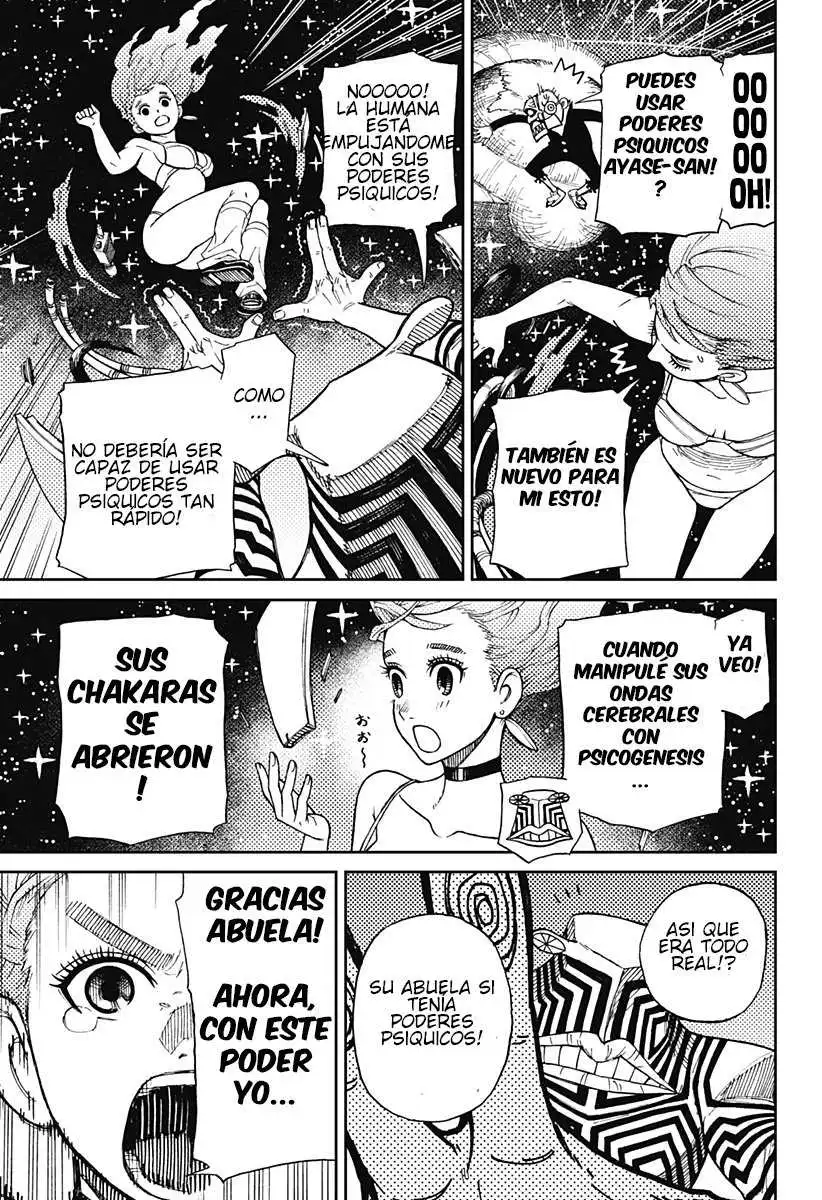 OO
OO
OO
OH!
PUEDES
USAR
PODERES
PSIQUICOS
AYASE-SAN!
?
TAMBIÉN ES
NUEVO PARA
MI ESTO!
NOOOOO!
LA HUMANA
ESTÁ
EMPUJANDOME
CON SUS
PODERES
PSIQUICOS!
COMO
...
NO DEBERÍA SER
CAPAZ DE USAR
PODERES
PSIQUICOS TAN
RÁPIDO!
YA
VEO!
CUANDO
MANIPULÉ SUS
ONDAS
CEREBRALES
CON
PSICOGENESIS
...
おぉ〜
SUS
CHAKARAS
SE
ABRIERON
!
ASI QUE
ERA TODO
REAL!?
SU ABUELA SI
TENÍA
PODERES
PSIQUICOS!
GRACIAS
ABUELA!
AHORA,
CON ESTE
PODER
YO...